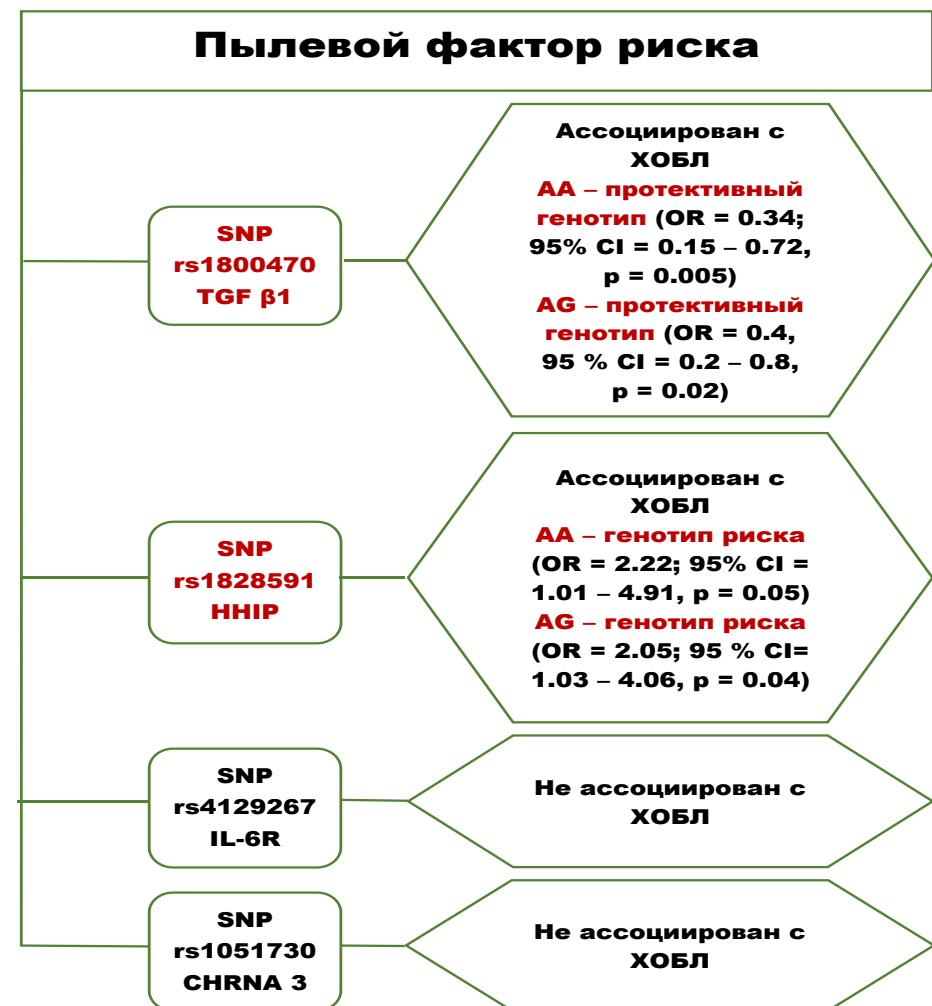 Пылевой фактор риска
SNP
rs1800470
TGF β1
Ассоциирован с
ХОБЛ
АА – протективный
генотип (OR = 0.34;
95% CI = 0.15 – 0.72,
p = 0.005)
AG – протективный
генотип (OR = 0.4,
95 % CI = 0.2 – 0.8,
p = 0.02)
SNP
rs1828591
HHIP
Ассоциирован с
ХОБЛ
АА – генотип риска
(OR = 2.22; 95% CI =
1.01 – 4.91, p = 0.05)
AG – генотип риска
(OR = 2.05; 95 % CI=
1.03 – 4.06, p = 0.04)
SNP
rs4129267
IL-6R
Не ассоциирован с
ХОБЛ
SNP
rs1051730
CHRNA 3
Не ассоциирован с
ХОБЛ